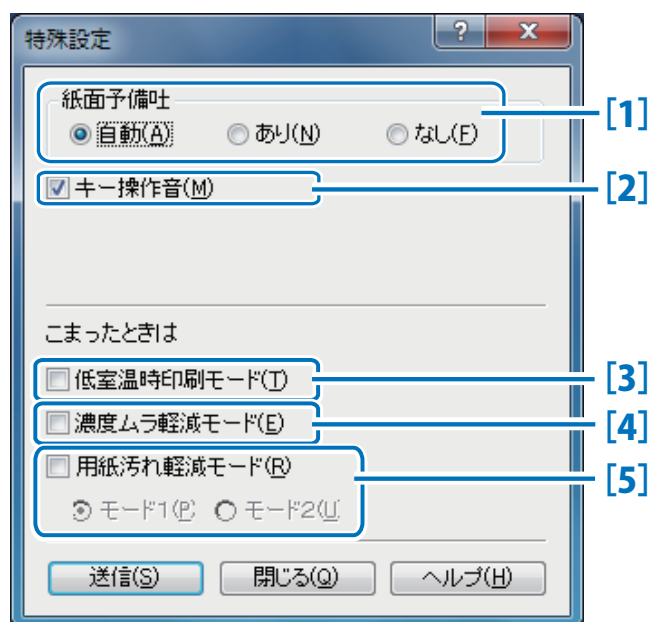 特殊設定
?
x
紙面予備吐
自動(A) あり(N) なし(F) [1]
キー操作音(M) [2]
こまったときは
低室温時印刷モード(T) [3]
濃度ムラ軽減モード(E) [4]
用紙汚れ軽減モード(R) [5]
モード1(P) モード2(U)
送信(S) 閉じる(Q) ヘルプ(H)